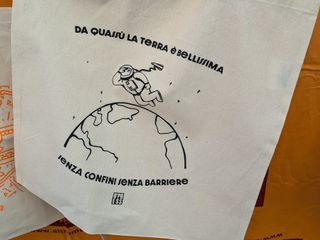 DA QUASSÙ LA TERRA È BELLISSIMA
SENZA CONFINI SENZA BARRIERE